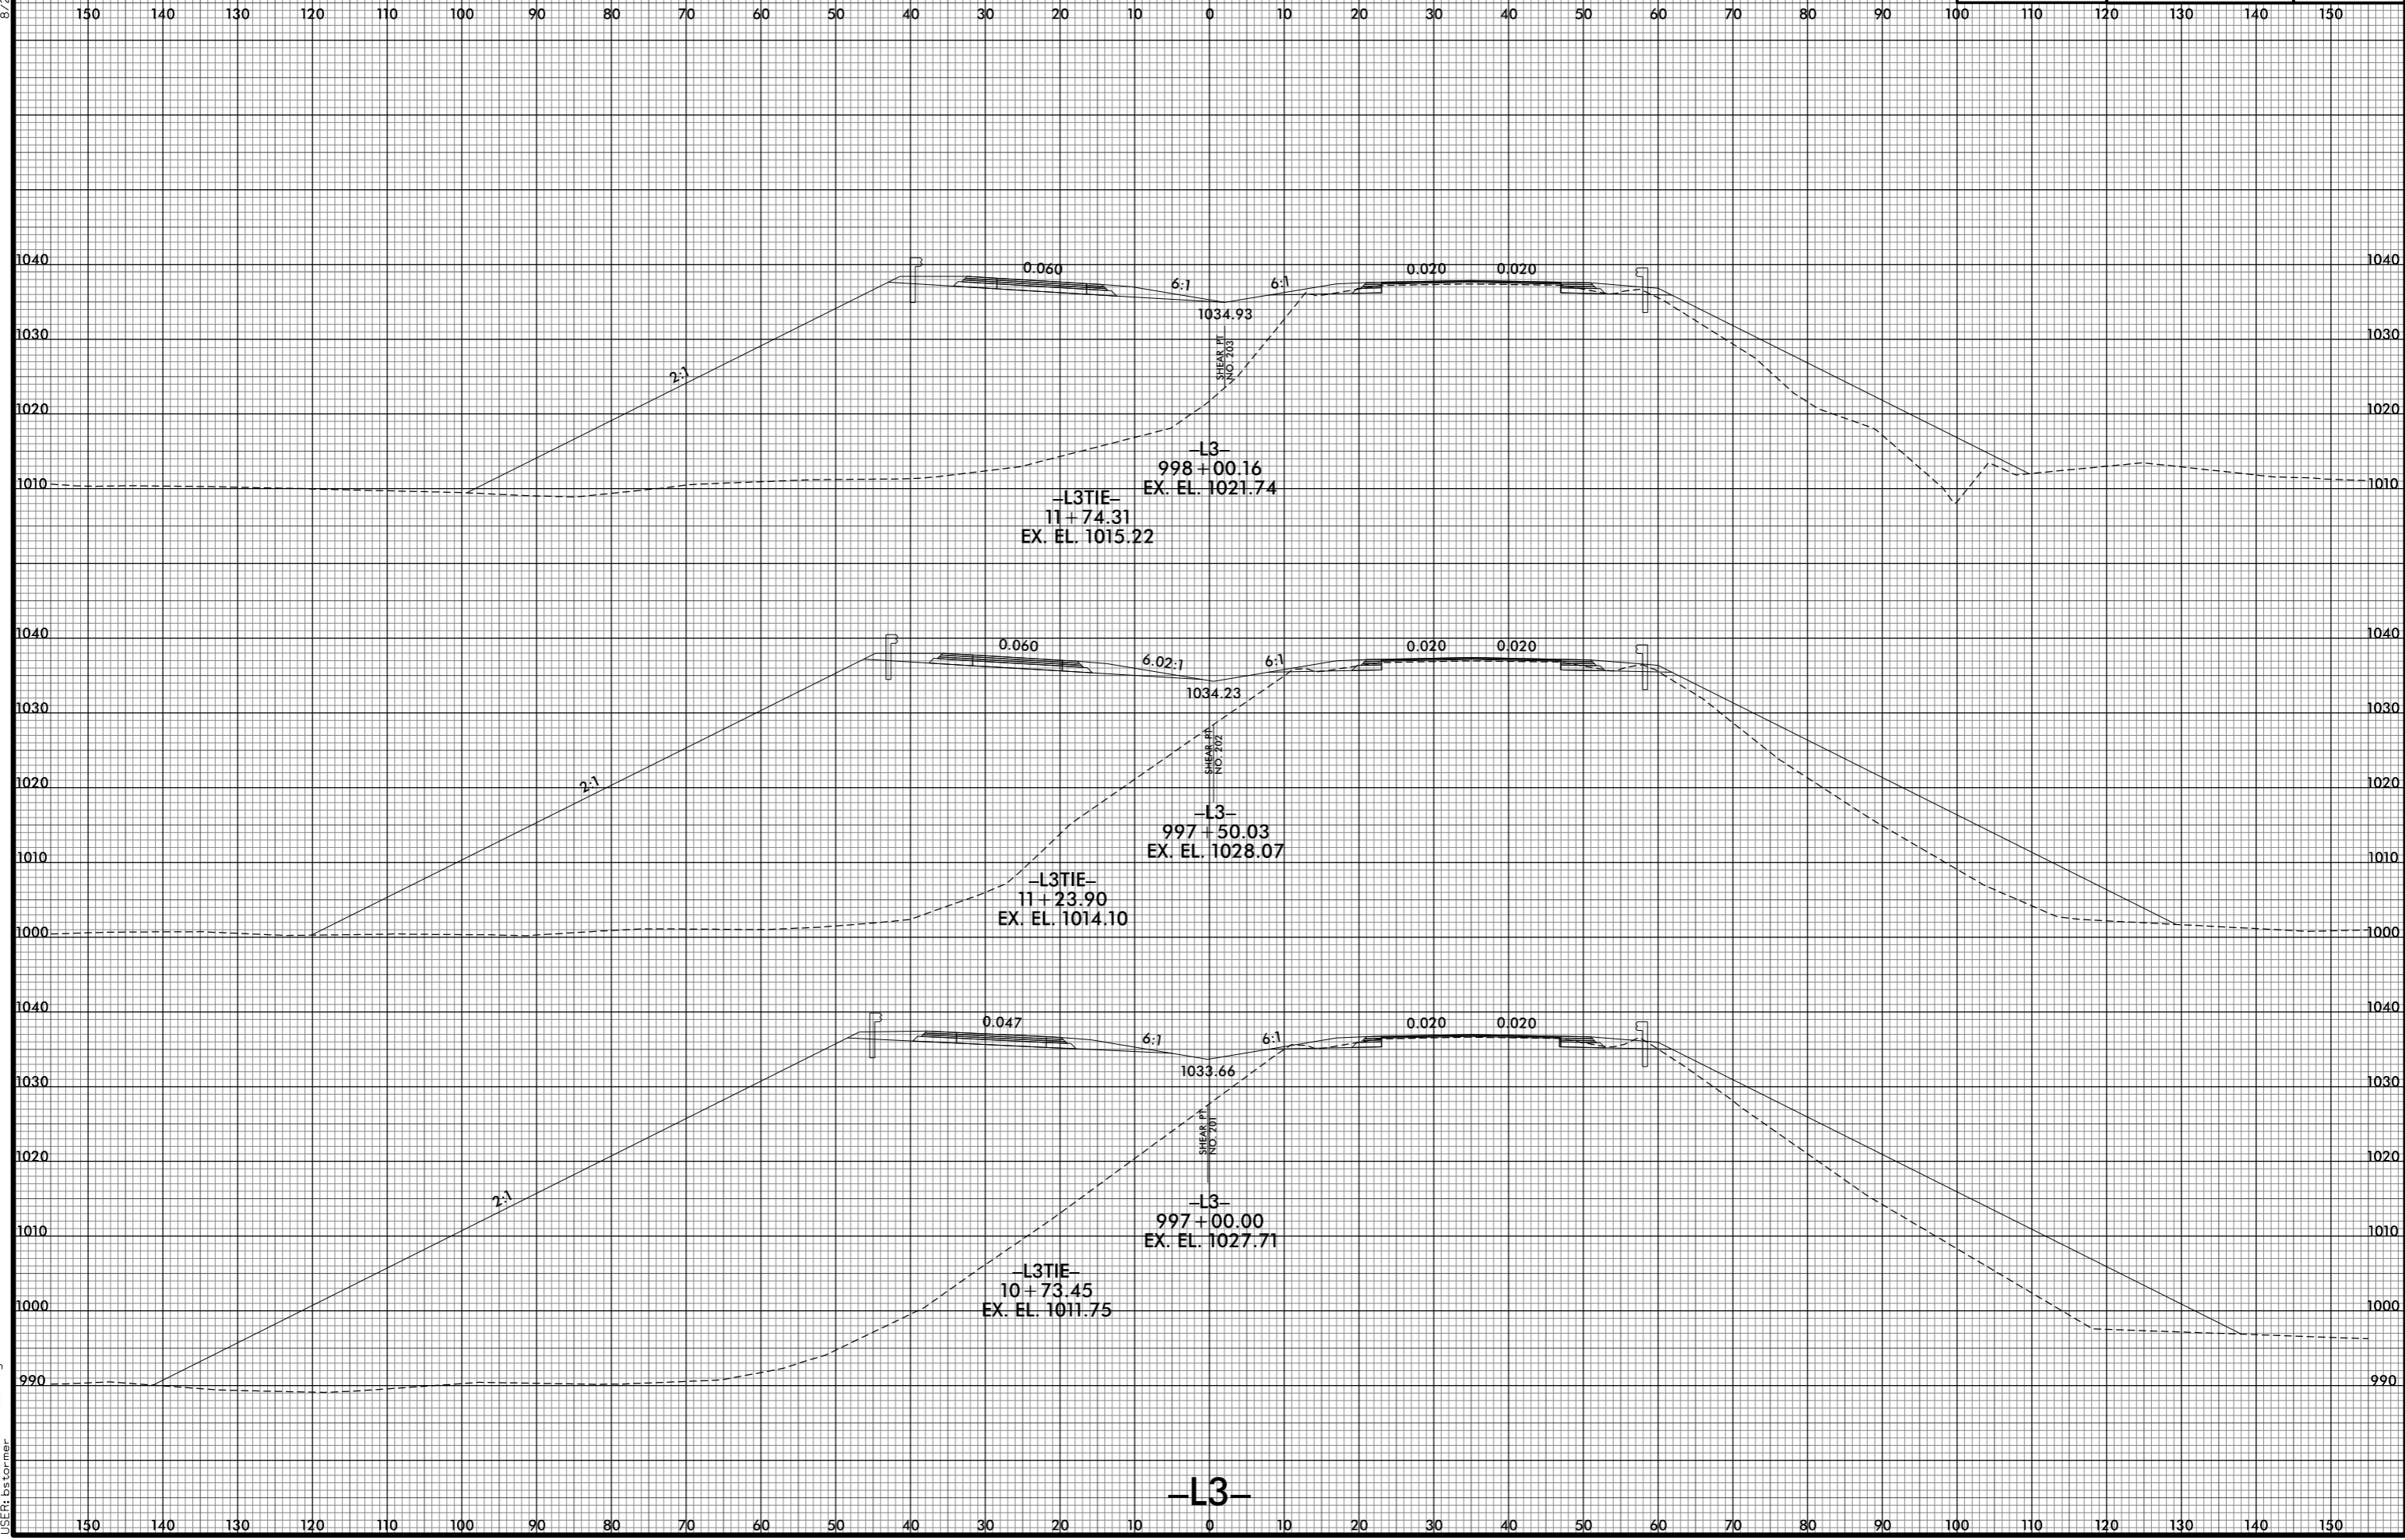 150 140 130 120 110 100 90 80 70 60 50 40 30 20 10 0 10 20 30 40 50 60 70 80 90 100 110 120 130 140 150
1040 0.060 6:1 6:1 0.020 0.020 1040
1034.93
1030 1030
SHEAR PT
NO. 203
2:1
1020 1020
–L3–
998+00.16
1010 EX. EL. 1021.74 1010
–L3TIE–
11+74.31
EX. EL. 1015.22
1040 0.060 6.02:1 6:1 0.020 0.020 1040
1034.23
1030 1030
SHEAR PT
NO. 202
2:1
1020 1020
–L3–
997+50.03
1010 EX. EL. 1028.07 1010
–L3TIE–
11+23.90
EX. EL. 1014.10
1000 1000
1040 1040
0.047 6:1 6:1 0.020 0.020
1033.66
1030 1030
SHEAR PT
NO. 201
1020 1020
2:1
–L3–
997+00.00
1010 EX. EL. 1027.71 1010
–L3TIE–
10+73.45
EX. EL. 1011.75
1000 1000
990 990
–L3–
150 140 130 120 110 100 90 80 70 60 50 40 30 20 10 0 10 20 30 40 50 60 70 80 90 100 110 120 130 140 150
USER: bstormer